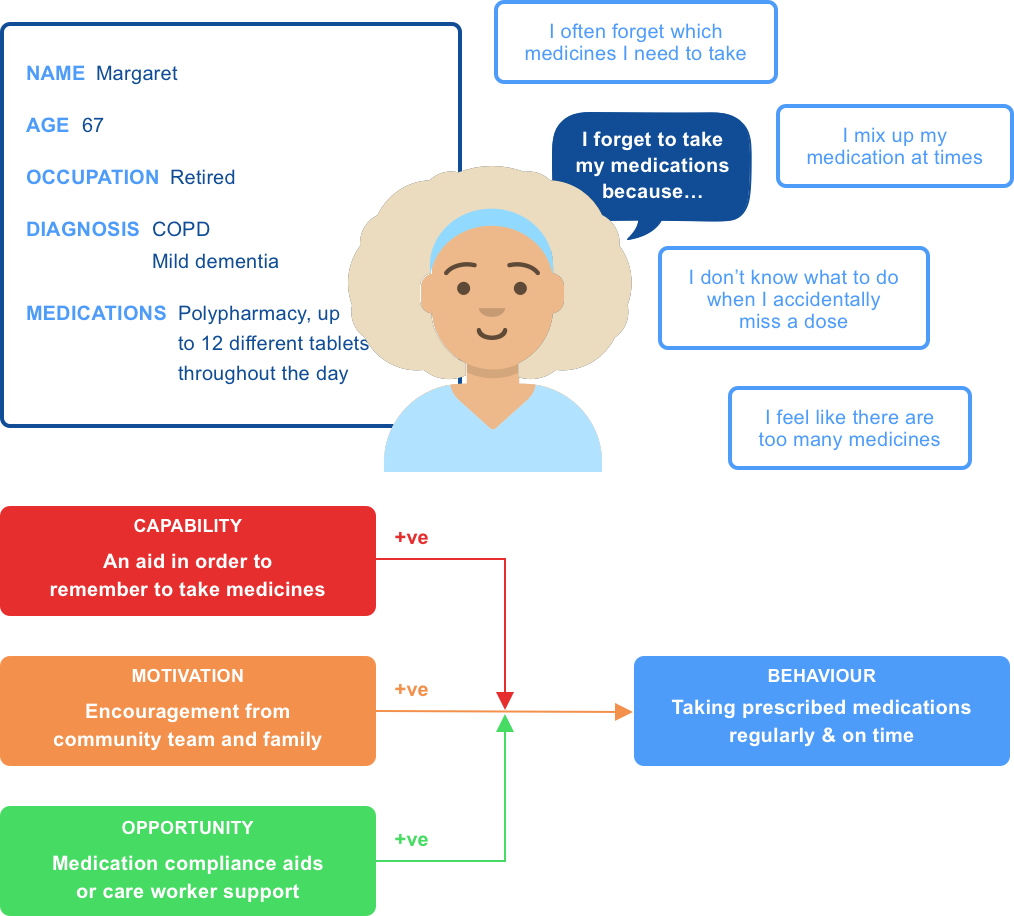 NAME Margaret
AGE 67
OCCUPATION Retired
DIAGNOSIS COPD
Mild dementia
MEDICATIONS Polypharmacy, up
to 12 different tablets
throughout the day
I often forget which
medicines I need to take
I forget to take
my medications
because…
I mix up my
medication at times
I don’t know what to do
when I accidentally
miss a dose
I feel like there are
too many medicines
CAPABILITY
An aid in order to
remember to take medicines
+ve
MOTIVATION
Encouragement from
community team and family
+ve
BEHAVIOUR
Taking prescribed medications
regularly & on time
OPPORTUNITY
Medication compliance aids
or care worker support
+ve